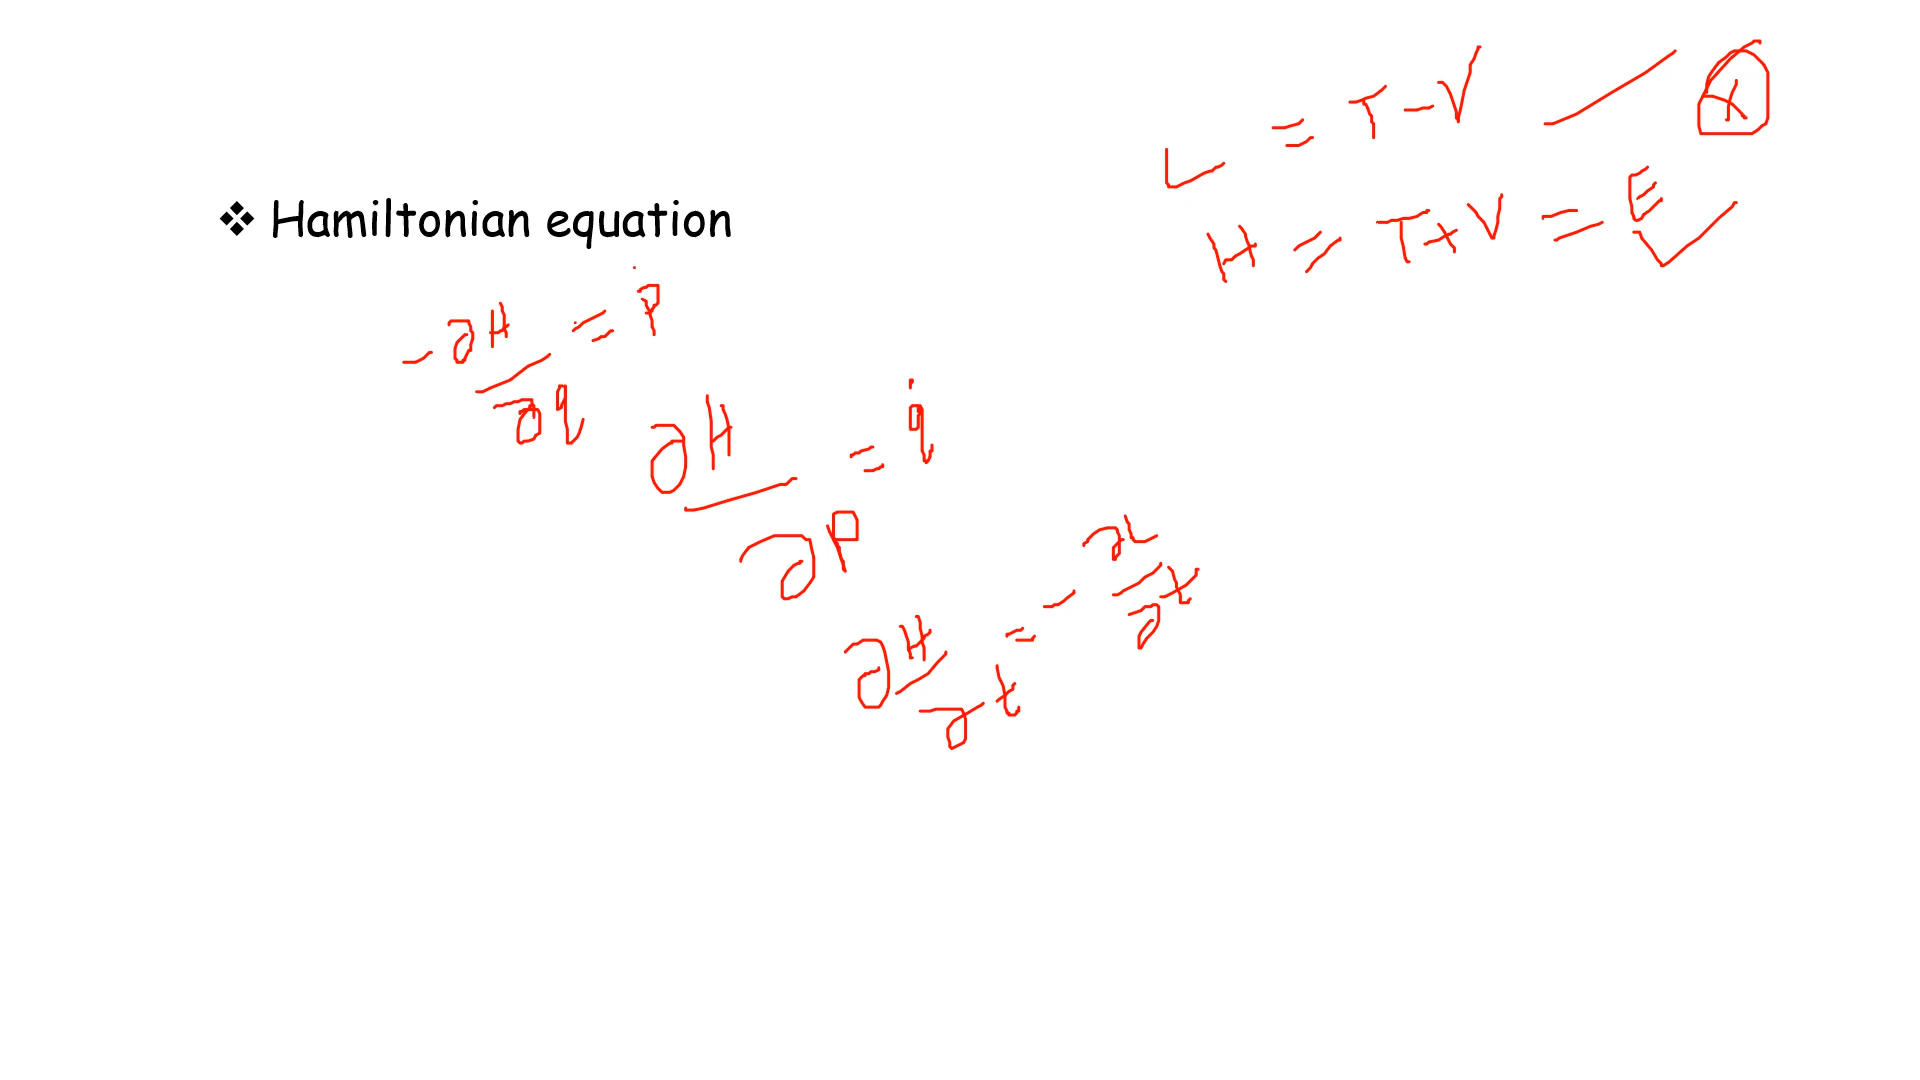 L = T - V
H = T + V = E
❖ Hamiltonian equation
-∂H/∂q = ṗ
∂H/∂P = q̇
∂H/∂t = -∂L/∂t